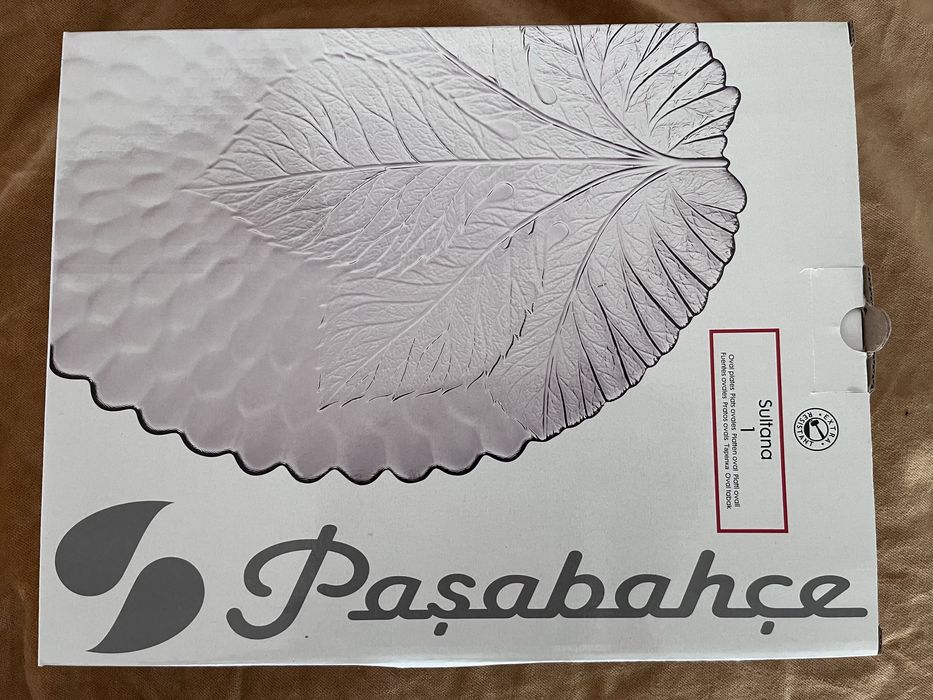 EXTRA
RESISTANT
Sultana
1
Oval plates Plats ovales Platten oval Piatti ovali
Fuentes ovales Pratos ovais Тарелка Oval tabak
Paşabahçe